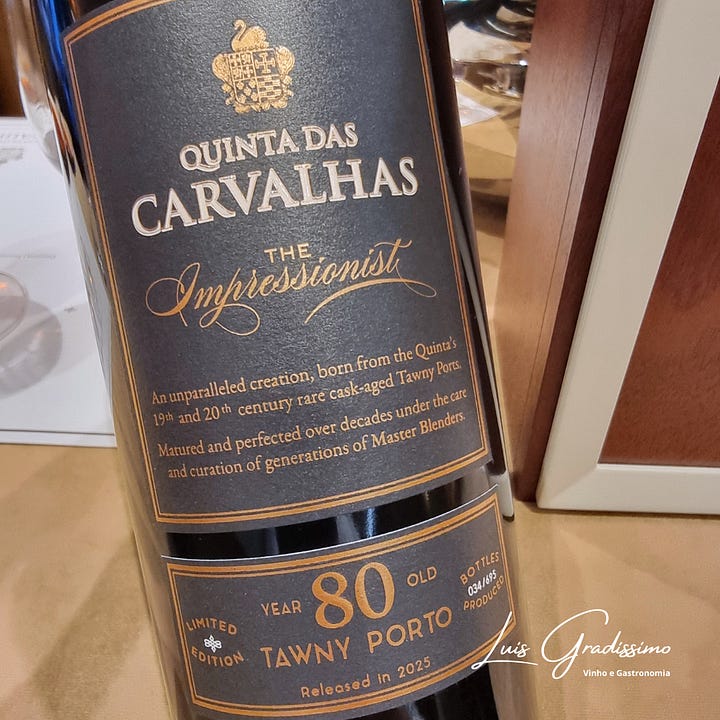 QUINTA DAS
CARVALHAS
THE
Impressionist
An unparalleled creation, born from the Quinta's
19th and 20th century rare cask-aged Tawny Ports.
Matured and perfected over decades under the care
and curation of generations of Master Blenders.
YEAR 80 OLD
TAWNY PORTO
Released in 2025
LIMITED
EDITION
BOTTLES
034/695
PRODUCED
Luis Gradíssimo
Vinho e Gastronomia